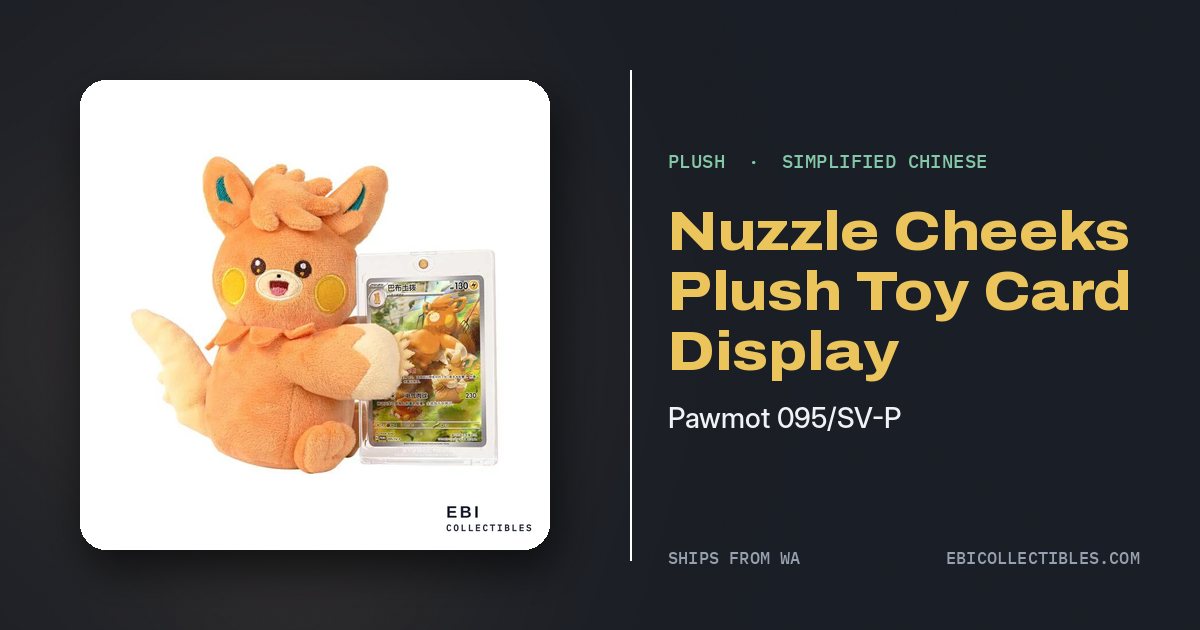 PLUSH · SIMPLIFIED CHINESE
Nuzzle Cheeks
Plush Toy Card
Display
Pawmot 095/SV-P
SHIPS FROM WA
EBICOLLECTIBLES.COM
EBI
COLLECTIBLES
巴布土拨
130
230